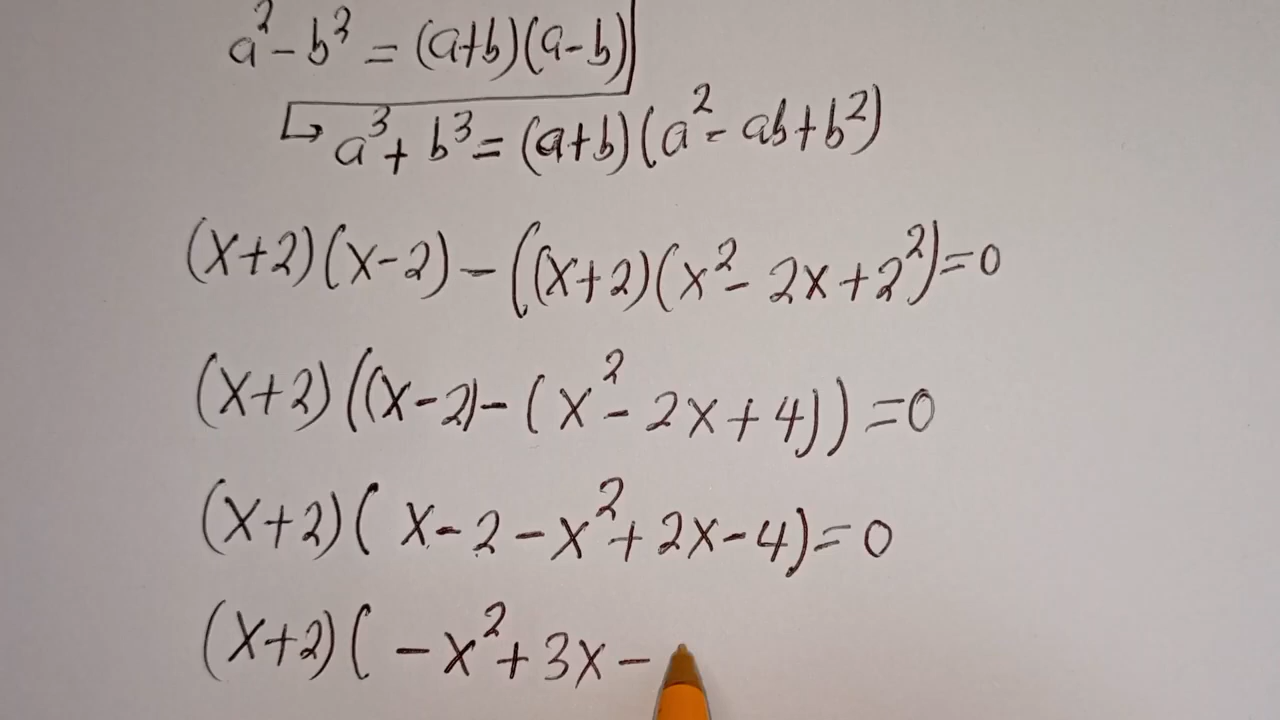 a² - b³ = (a+b)(a-b)
↳ a³ + b³ = (a+b)(a² - ab + b²)
(x+2)(x-2) - ((x+2)(x² - 2x + 2²) = 0
(x+2)((x-2) - (x² - 2x + 4)) = 0
(x+2)( x - 2 - x² + 2x - 4) = 0
(x+2)( - x² + 3x -